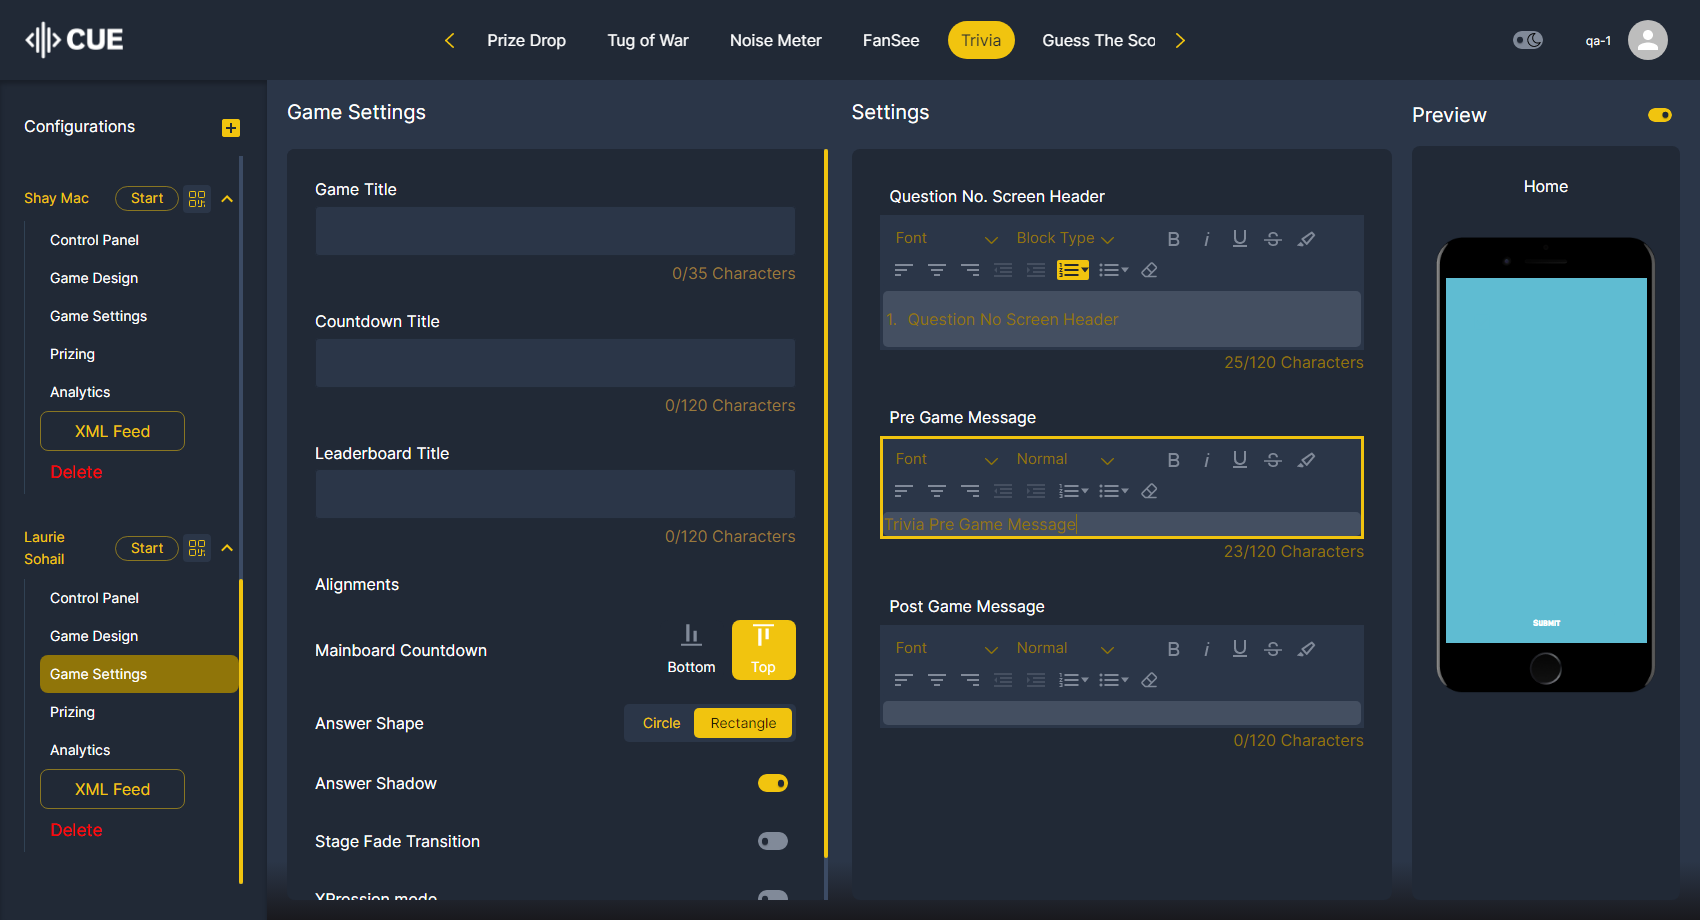 CUE
Prize Drop
Tug of War
Noise Meter
FanSee
Trivia
Guess The Sco
qa-1
Configurations
Shay Mac
Start
Control Panel
Game Design
Game Settings
Prizing
Analytics
XML Feed
Delete
Laurie
Sohail
Start
Control Panel
Game Design
Game Settings
Prizing
Analytics
XML Feed
Delete
Game Settings
Game Title
0/35 Characters
Countdown Title
0/120 Characters
Leaderboard Title
0/120 Characters
Alignments
Mainboard Countdown
Bottom
Top
Answer Shape
Circle
Rectangle
Answer Shadow
Stage Fade Transition
XPression mode
Settings
Question No. Screen Header
Font
Block Type
B i U S
1. Question No Screen Header
25/120 Characters
Pre Game Message
Font
Normal
B i U S
Trivia Pre Game Message
23/120 Characters
Post Game Message
Font
Normal
B i U S
0/120 Characters
Preview
Home
SUBMIT